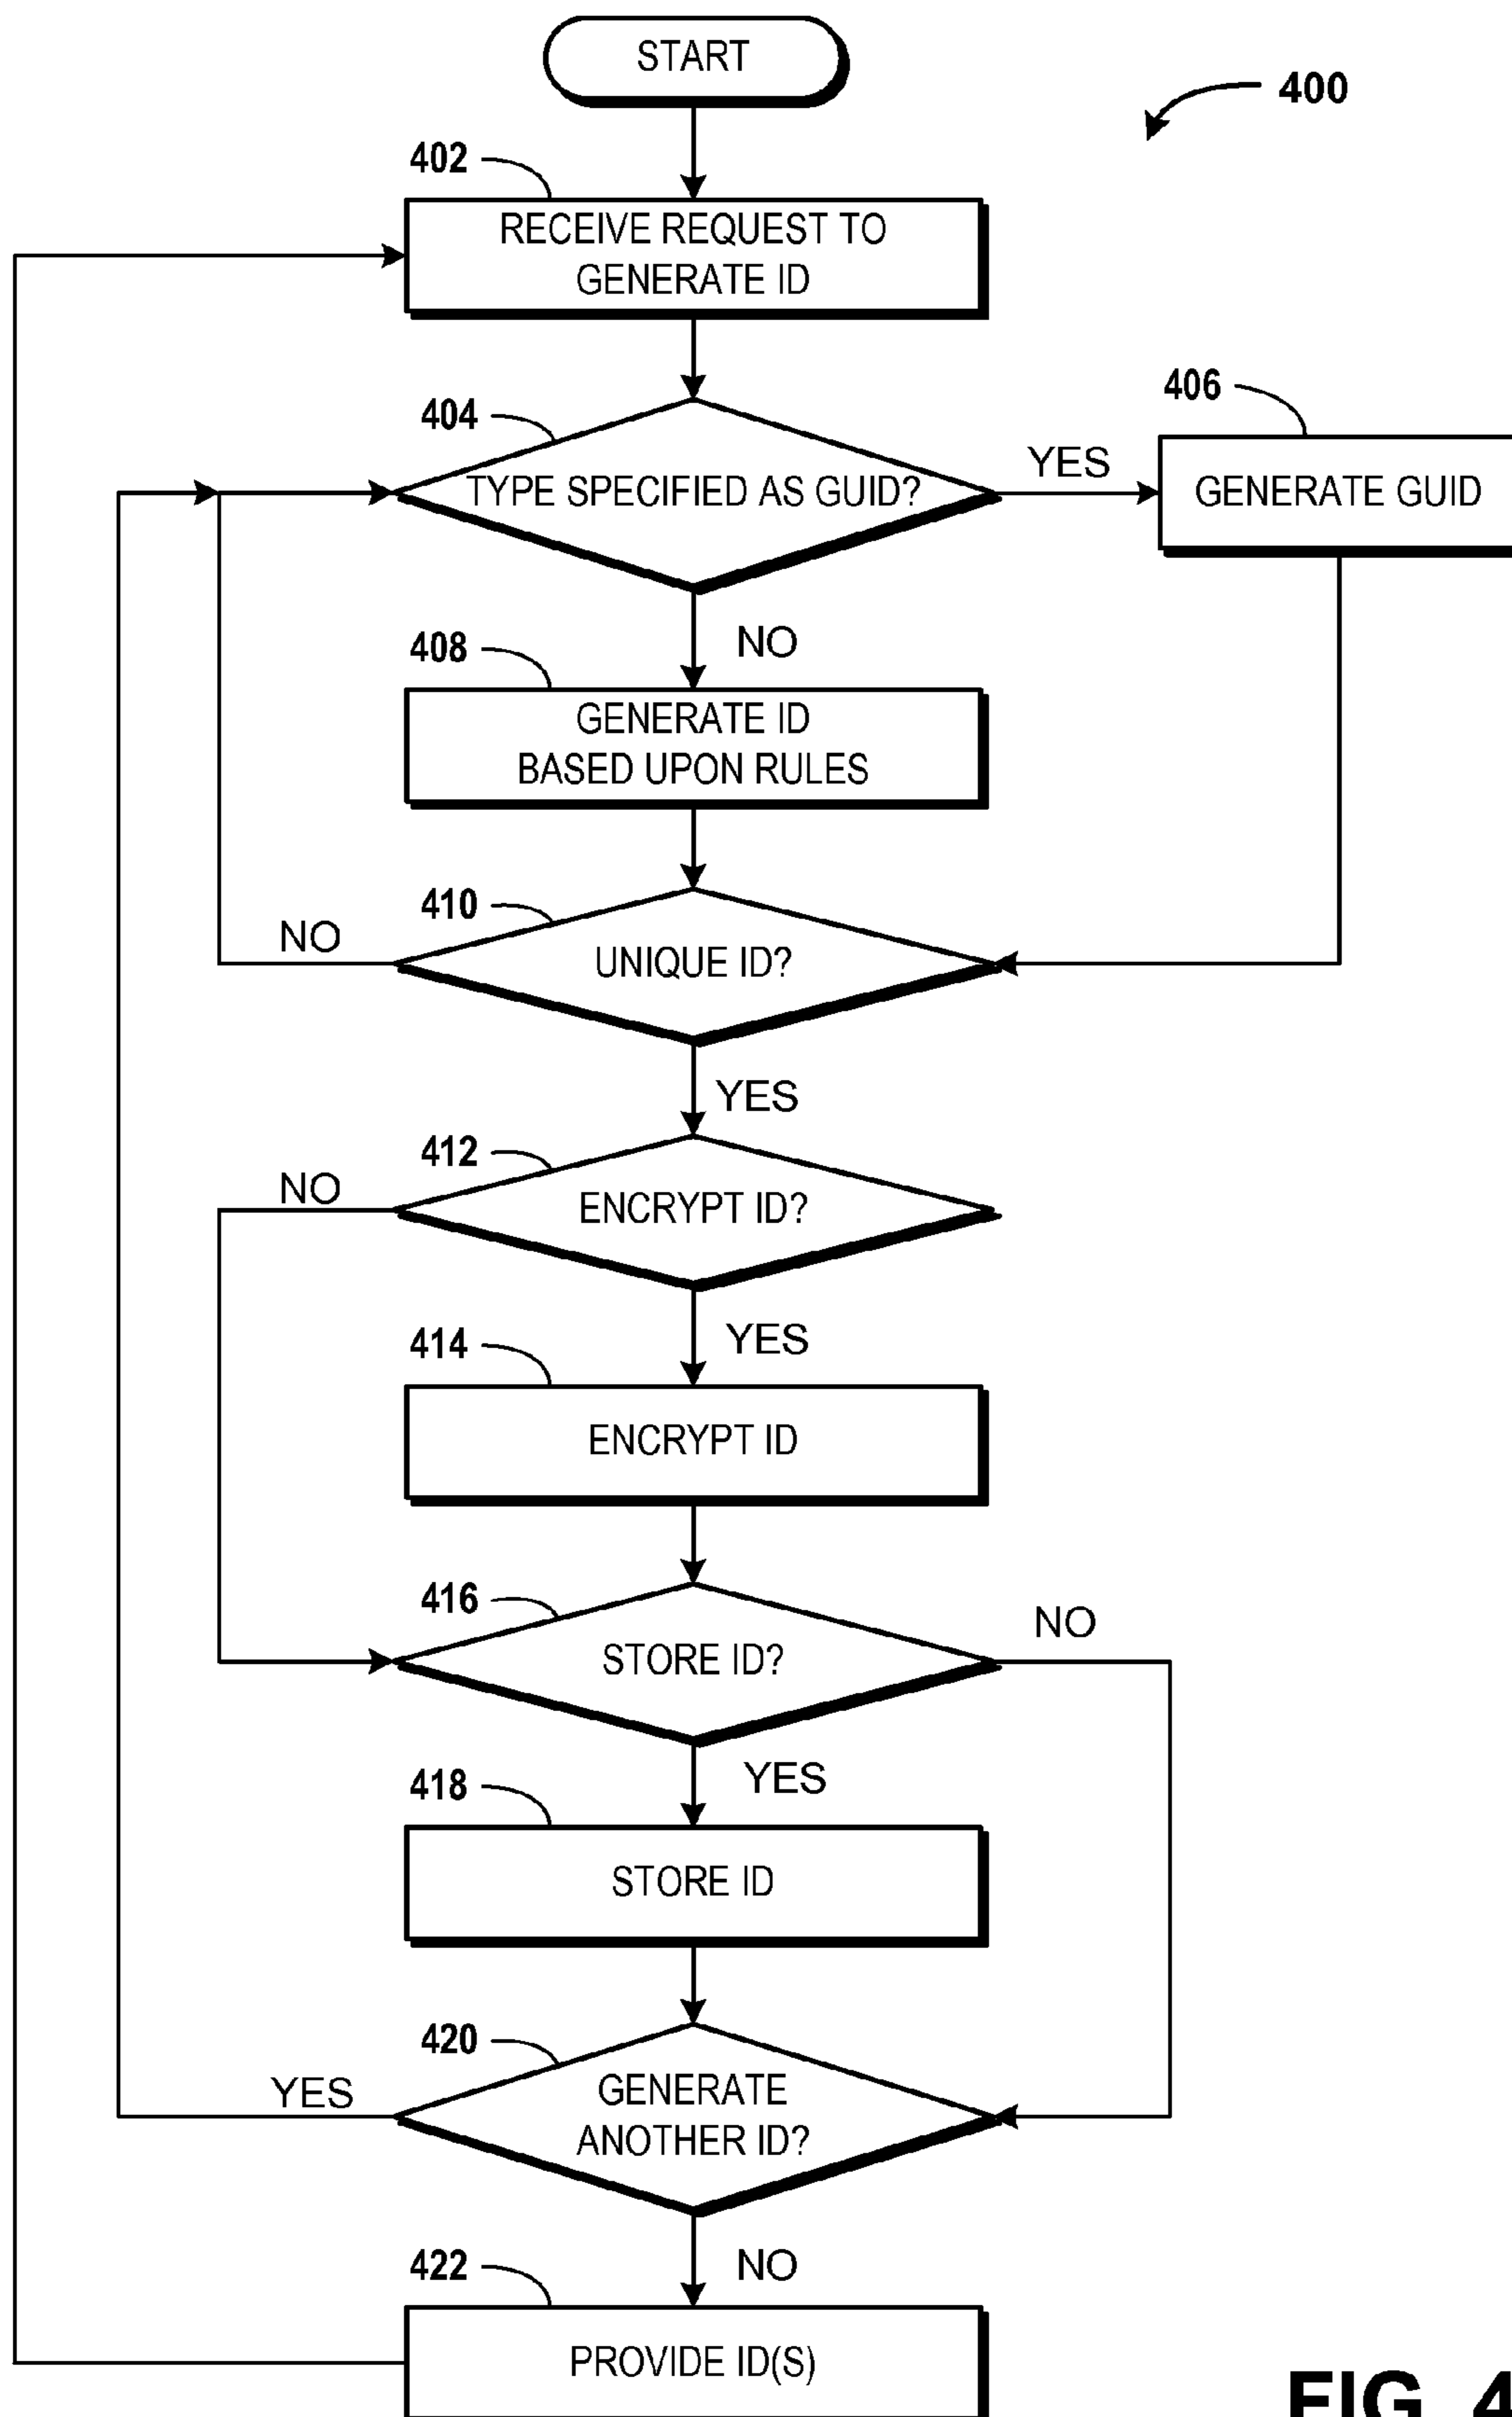 START
400
402
RECEIVE REQUEST TO
GENERATE ID
404
TYPE SPECIFIED AS GUID?
YES
406
GENERATE GUID
NO
408
GENERATE ID
BASED UPON RULES
410
NO
UNIQUE ID?
YES
412
NO
ENCRYPT ID?
YES
414
ENCRYPT ID
416
NO
STORE ID?
YES
418
STORE ID
420
YES
GENERATE
ANOTHER ID?
NO
422
PROVIDE ID(S)
FIG. 4